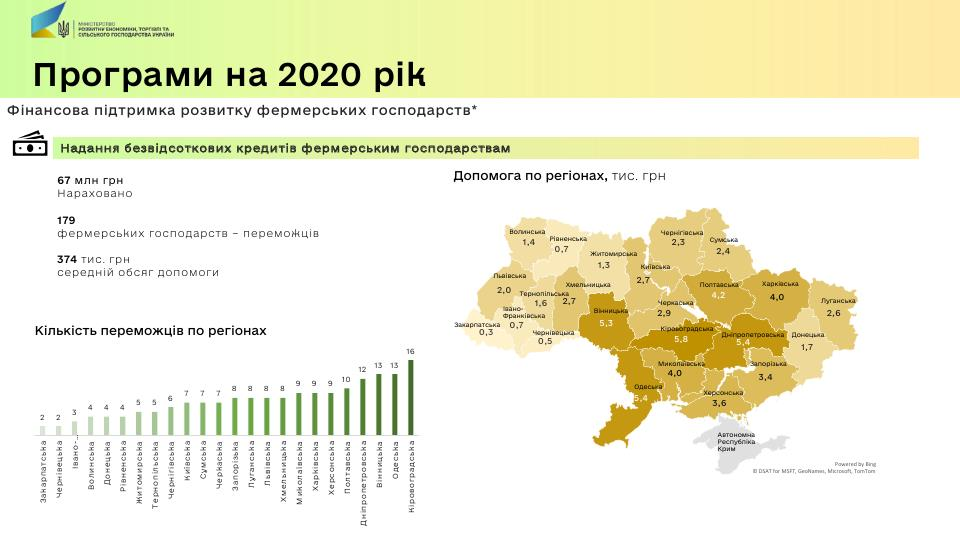 МІНІСТЕРСТВО
РОЗВИТКУ ЕКОНОМІКИ, ТОРГІВЛІ ТА
СІЛЬСЬКОГО ГОСПОДАРСТВА УКРАЇНИ
Програми на 2020 рік
Фінансова підтримка розвитку фермерських господарств*
Надання безвідсоткових кредитів фермерським господарствам
67 млн грн
Нараховано
179
фермерських господарств – переможців
374 тис. грн
середній обсяг допомоги
Кількість переможців по регіонах
2 2 3 4 4 4 5 5 6 7 7 7 8 8 8 8 9 9 9 10 12 13 13 16
Закарпатська
Чернівецька
Івано-...
Волинська
Донецька
Рівненська
Житомирська
Тернопільська
Чернігівська
Київська
Сумська
Черкаська
Запорізька
Луганська
Львівська
Хмельницька
Миколаївська
Харківська
Херсонська
Полтавська
Дніпропетровська
Вінницька
Одеська
Кіровоградська
Допомога по регіонах, тис. грн
Волинська
1,4
Рівненська
0,7
Житомирська
1,3
Київська
2,7
Чернігівська
2,3
Сумська
2,4
Львівська
2,0
Тернопільська
1,6
Хмельницька
2,7
Вінницька
5,3
Черкаська
2,9
Полтавська
4,2
Харківська
4,0
Луганська
2,6
Закарпатська
0,3
Івано-
Франківська
0,7
Чернівецька
0,5
Кіровоградська
5,8
Дніпропетровська
5,4
Донецька
1,7
Миколаївська
4,0
Запорізька
3,4
Одеська
5,4
Херсонська
3,6
Автономна
Республіка
Крим
Powered by Bing
© DSAT for MSFT, GeoNames, Microsoft, TomTom